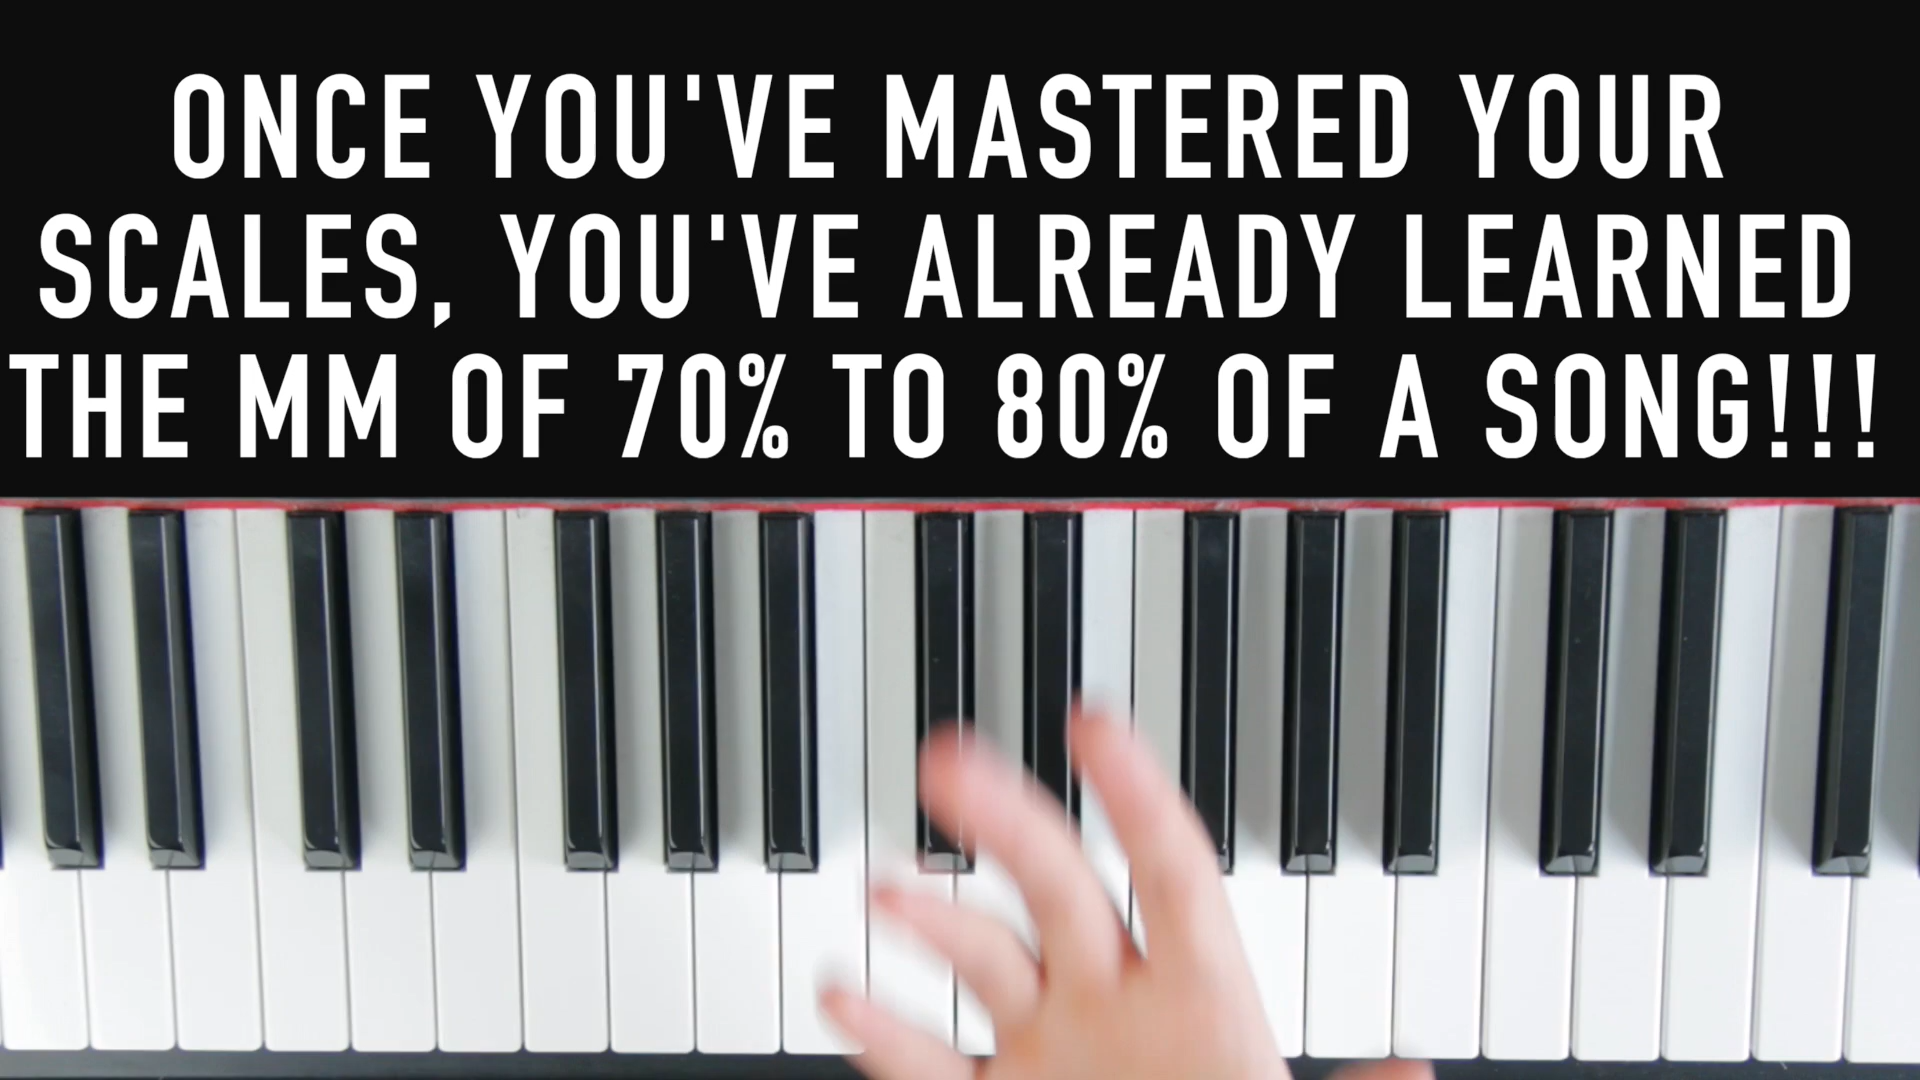 ONCE YOU'VE MASTERED YOUR
SCALES, YOU'VE ALREADY LEARNED
THE MM OF 70% TO 80% OF A SONG!!!